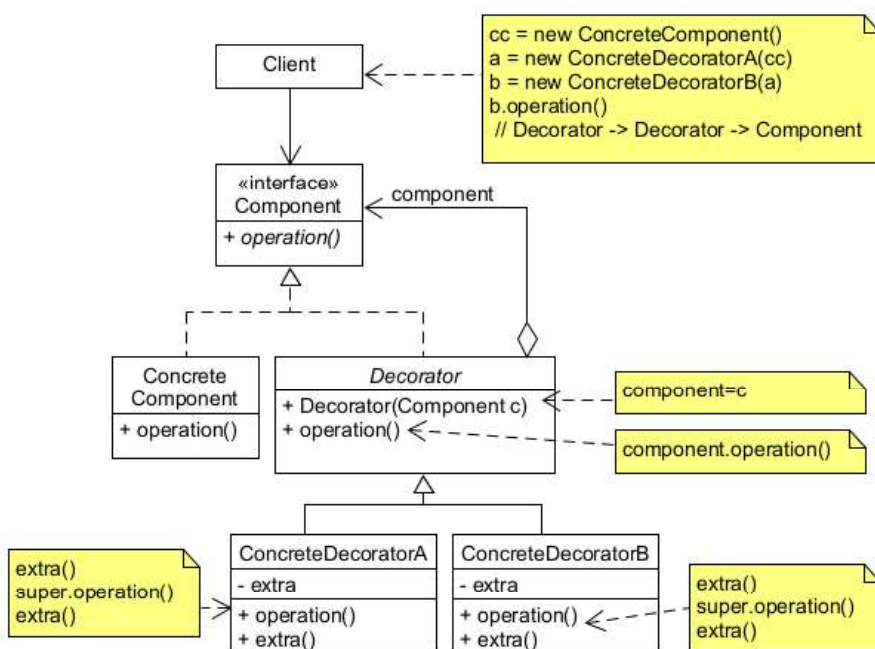 cc = new ConcreteComponent()
a = new ConcreteDecoratorA(cc)
b = new ConcreteDecoratorB(a)
b.operation()
// Decorator -> Decorator -> Component
Client
«interface»
Component
+ operation()
component
Concrete
Component
+ operation()
Decorator
+ Decorator(Component c)
+ operation()
component=c
component.operation()
extra()
super.operation()
extra()
ConcreteDecoratorA
- extra
+ operation()
+ extra()
ConcreteDecoratorB
- extra
+ operation()
+ extra()
extra()
super.operation()
extra()